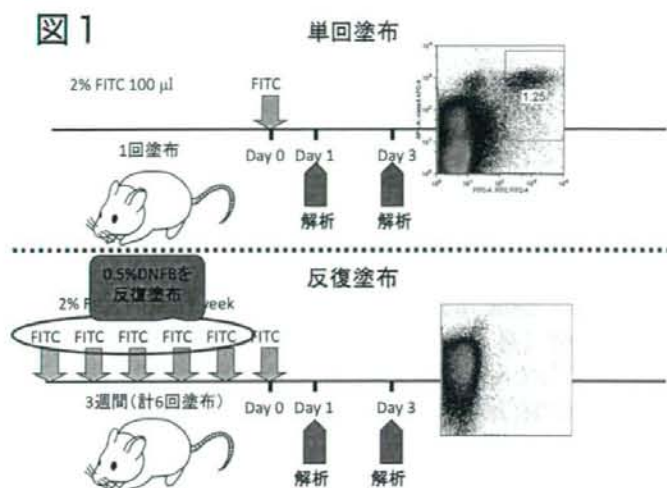 図1
単回塗布
2% FITC 100 μl
FITC
1.25
1回塗布
Day 0 Day 1 Day 3
解析 解析
0.5%DNFBを
反復塗布
反復塗布
2% F week
FITC FITC FITC FITC FITC FITC
3週間(計6回塗布)
Day 0 Day 1 Day 3
解析 解析